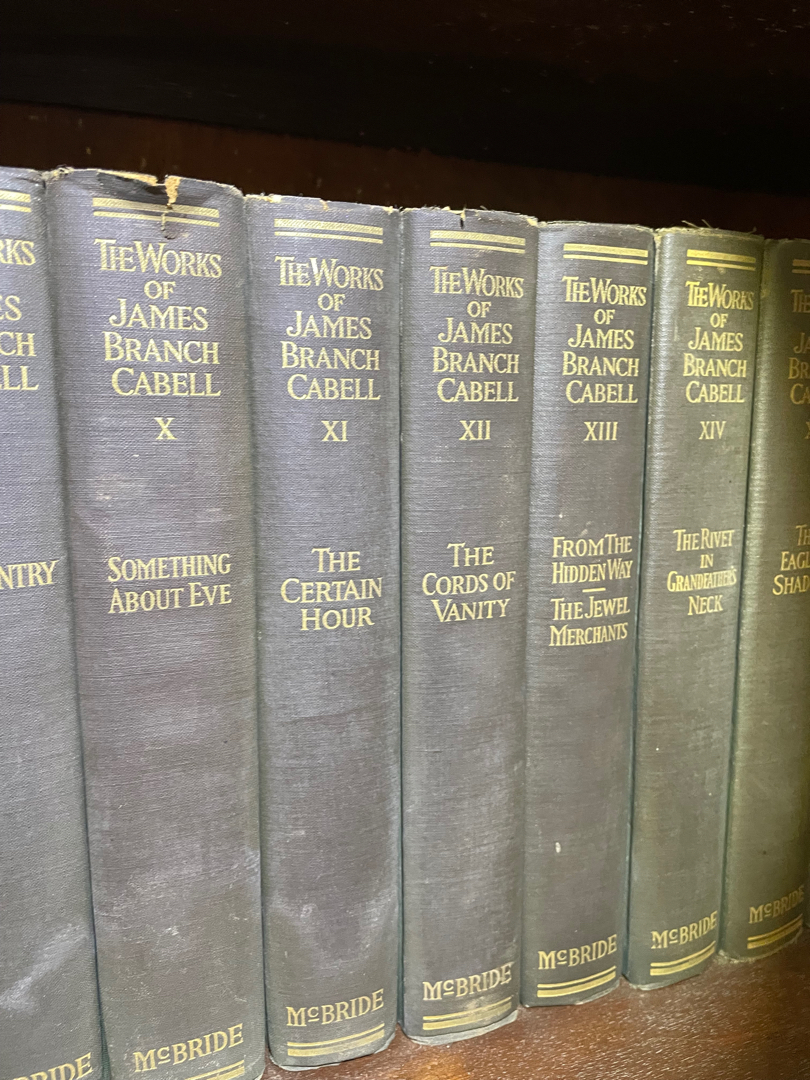 THE WORKS
OF
JAMES
BRANCH
CABELL
X
SOMETHING
ABOUT EVE
MCBRIDE
THE WORKS
OF
JAMES
BRANCH
CABELL
XI
THE
CERTAIN
HOUR
MCBRIDE
THE WORKS
OF
JAMES
BRANCH
CABELL
XII
THE
CORDS OF
VANITY
MCBRIDE
THE WORKS
OF
JAMES
BRANCH
CABELL
XIII
FROM THE
HIDDEN WAY
THE JEWEL
MERCHANTS
MCBRIDE
THE WORKS
OF
JAMES
BRANCH
CABELL
XIV
THE RIVET
IN
GRANDFATHER'S
NECK
MCBRIDE
MCBRIDE